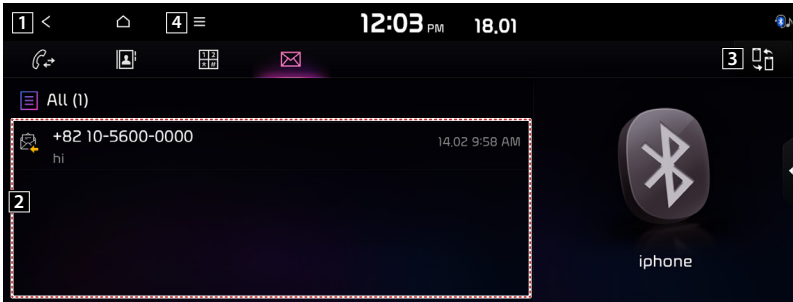 1 4 12:03 PM 18.01
3
All (1)
+82 10-5600-0000 14.02 9:58 AM
hi
2
iphone